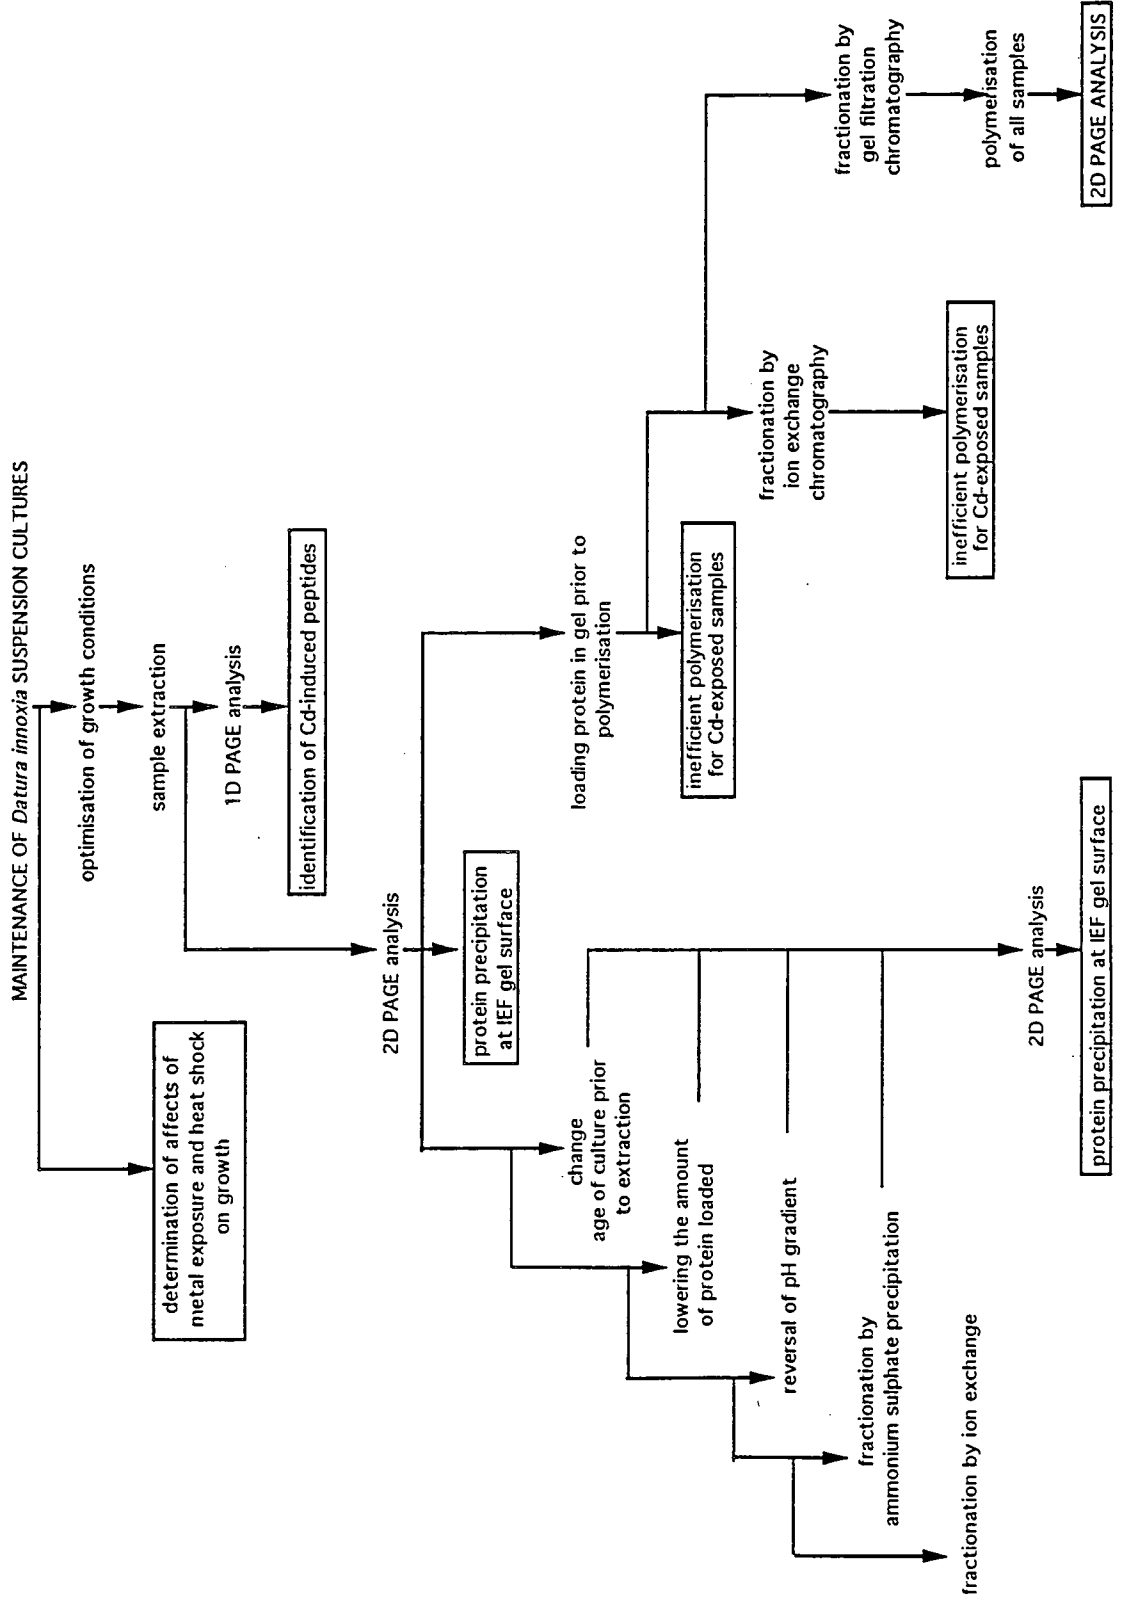 MAINTENANCE OF Datura innoxia SUSPENSION CULTURES
determination of affects of
metal exposure and heat shock
on growth
optimisation of growth conditions
sample extraction
1D PAGE analysis
identification of Cd-induced peptides
2D PAGE analysis
protein precipitation
at IEF gel surface
change
age of culture prior
to extraction
lowering the amount
of protein loaded
reversal of pH gradient
fractionation by
ammonium sulphate precipitation
fractionation by ion exchange
2D PAGE analysis
protein precipitation at IEF gel surface
loading protein in gel prior to
polymerisation
inefficient polymerisation
for Cd-exposed samples
fractionation by
ion exchange
chromatography
inefficient polymerisation
for Cd-exposed samples
fractionation by
gel filtration
chromatography
polymerisation
of all samples
2D PAGE ANALYSIS